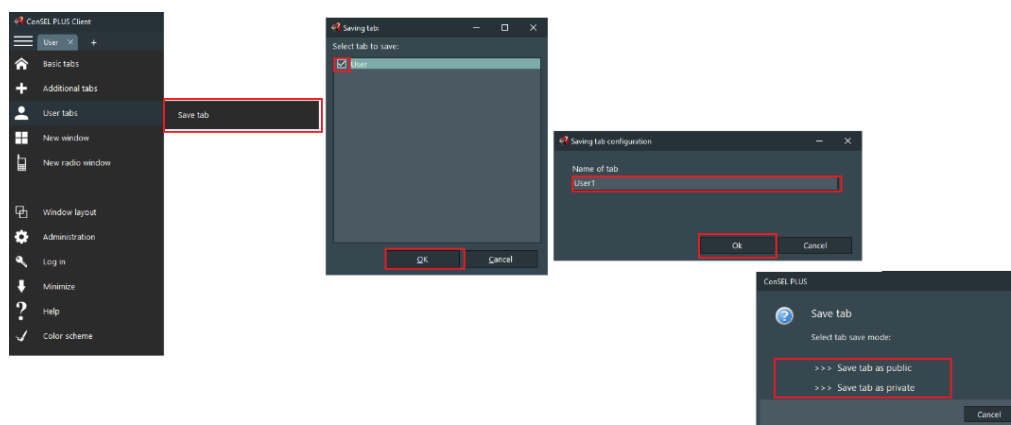 ConSEL PLUS Client
User × +
Basic tabs
Additional tabs
User tabs
Save tab
New window
New radio window
Window layout
Administration
Log in
Minimize
Help
Color scheme
Saving tab:
Select tab to save:
User
OK
Cancel
Saving tab configuration
Name of tab
User1
Ok
Cancel
ConSEL PLUS
Save tab
Select tab save mode:
>>> Save tab as public
>>> Save tab as private
Cancel